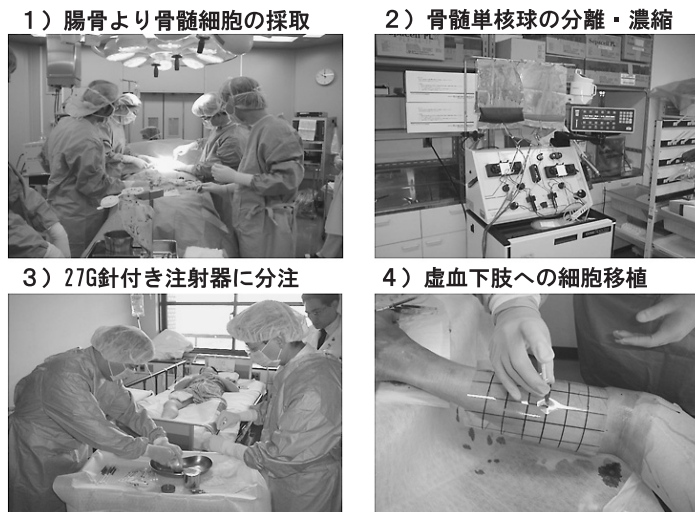 1）腸骨より骨髄細胞の採取
2）骨髄単核球の分離・濃縮
3）27G針付き注射器に分注
4）虚血下肢への細胞移植